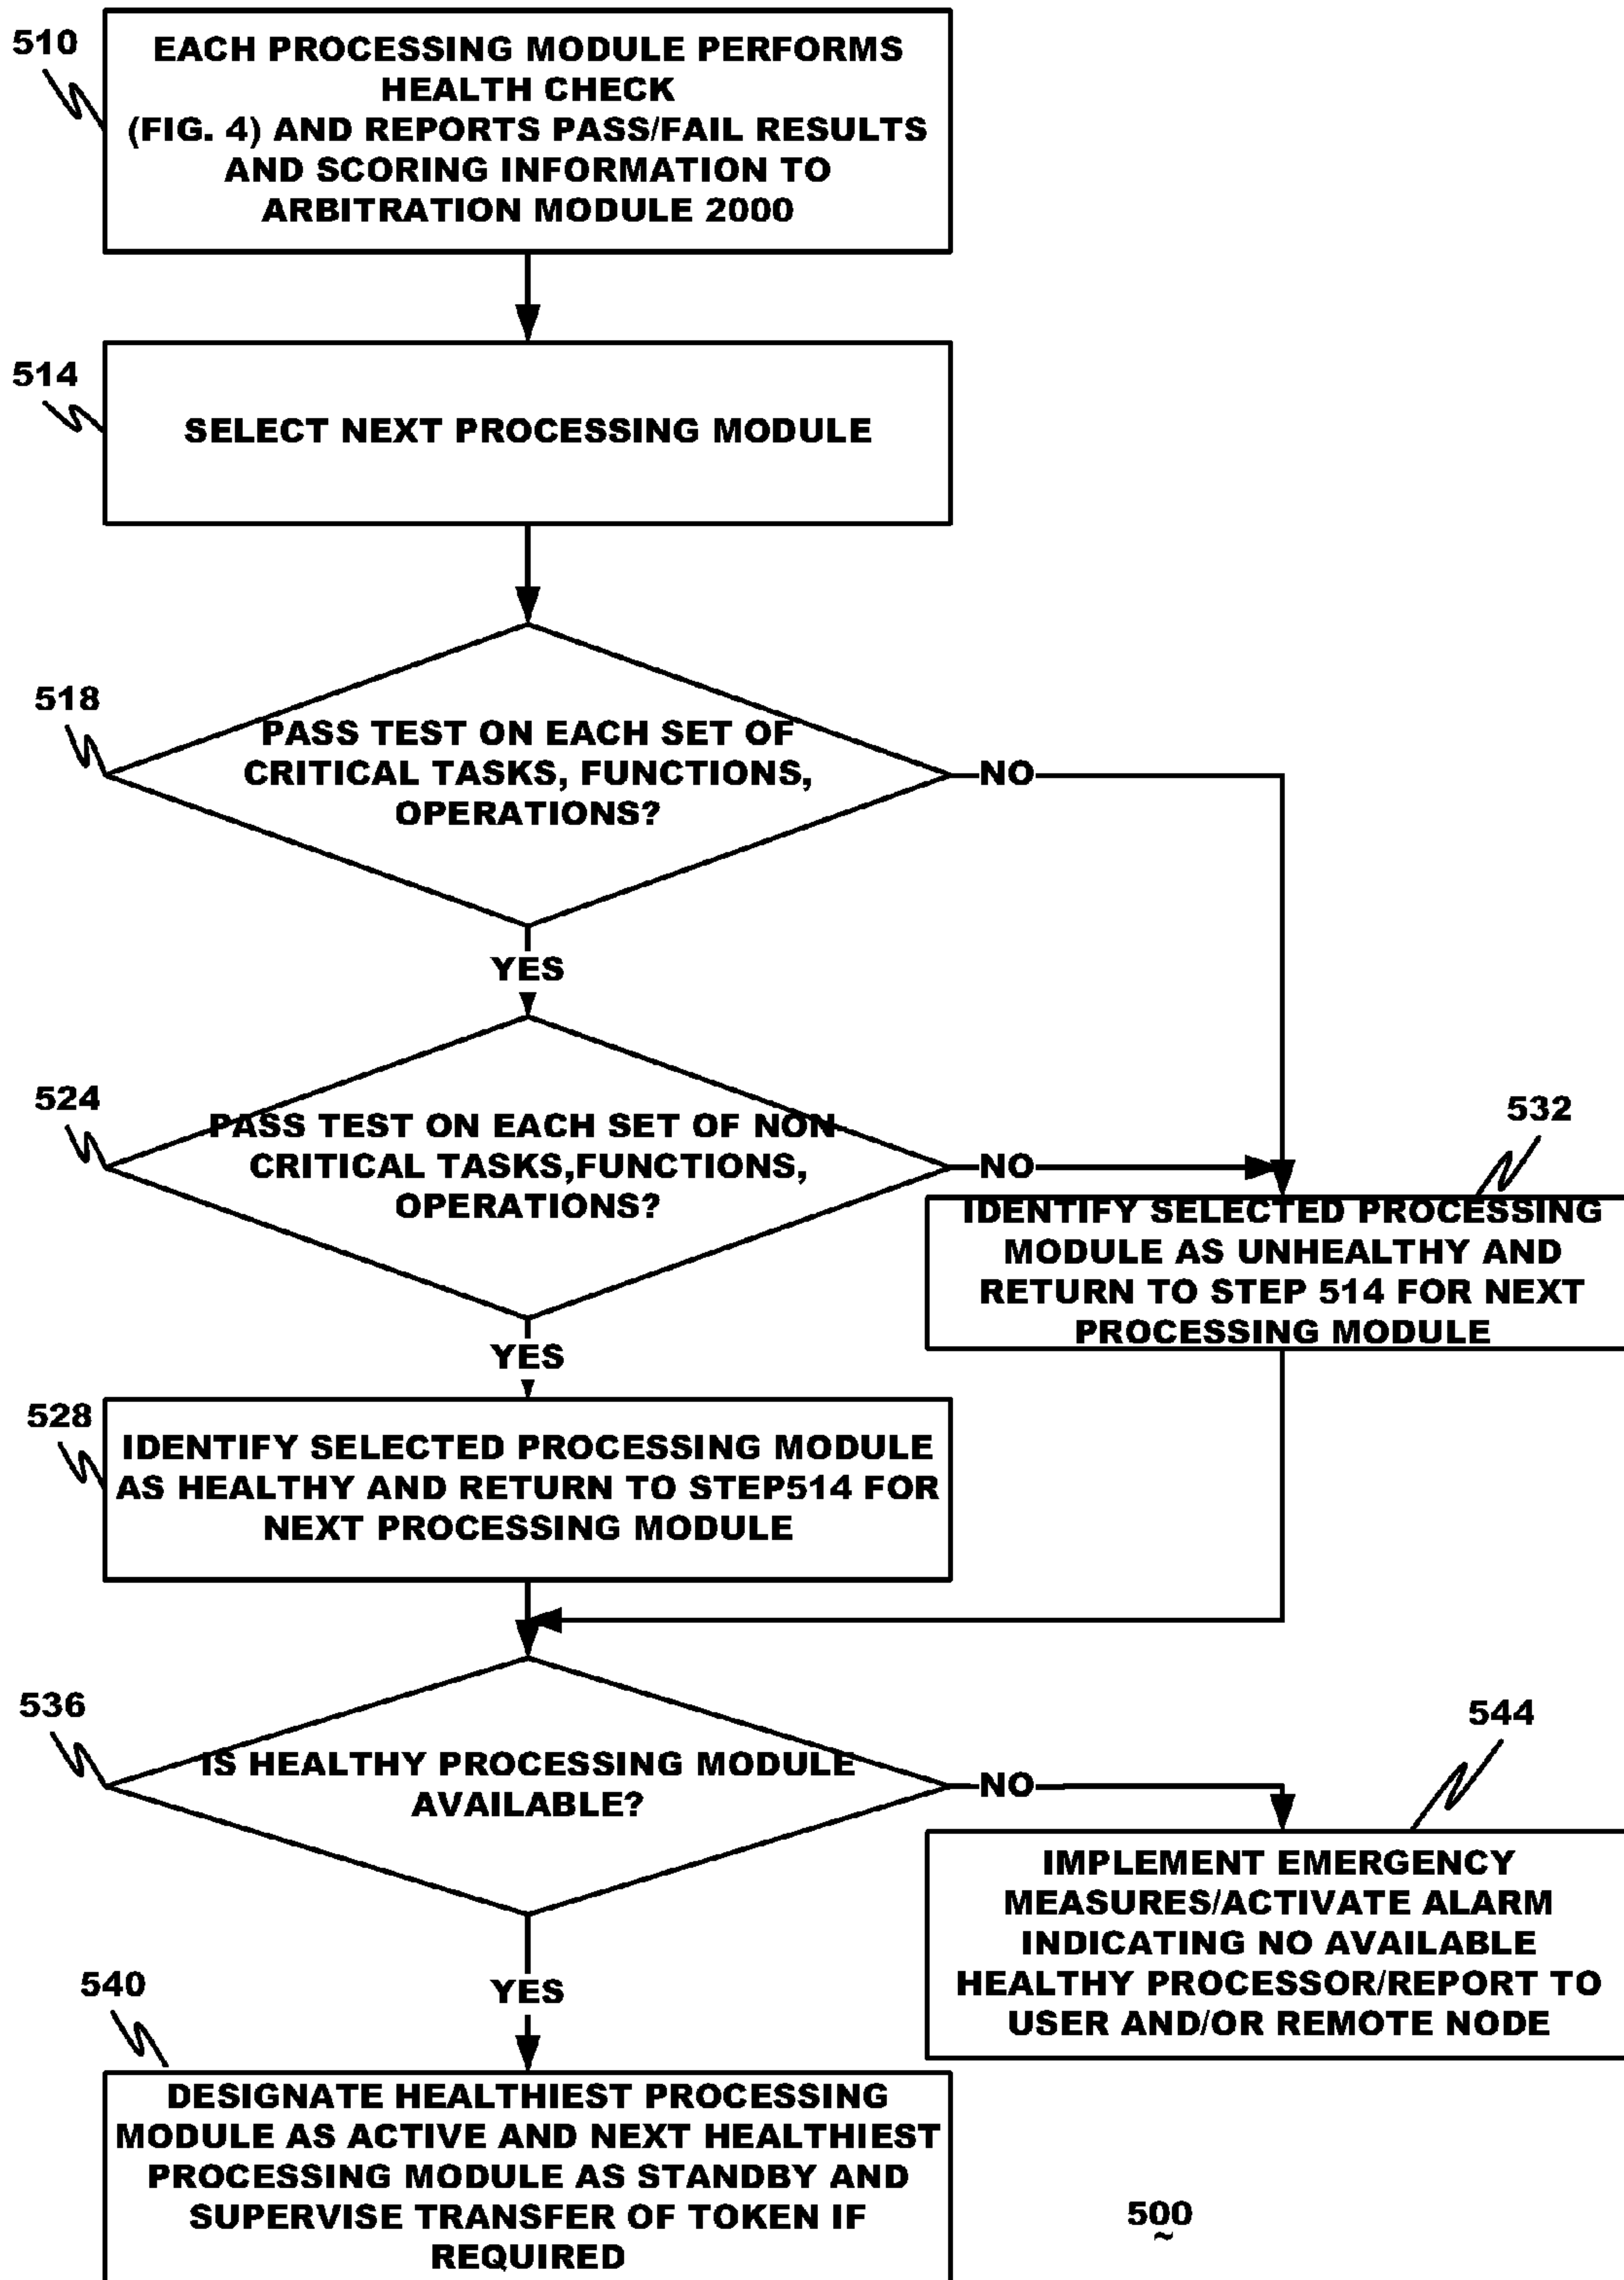 510
EACH PROCESSING MODULE PERFORMS
HEALTH CHECK
(FIG. 4) AND REPORTS PASS/FAIL RESULTS
AND SCORING INFORMATION TO
ARBITRATION MODULE 2000
514
SELECT NEXT PROCESSING MODULE
518
PASS TEST ON EACH SET OF
CRITICAL TASKS, FUNCTIONS,
OPERATIONS?
NO
YES
524
PASS TEST ON EACH SET OF NON
CRITICAL TASKS,FUNCTIONS,
OPERATIONS?
NO
532
IDENTIFY SELECTED PROCESSING
MODULE AS UNHEALTHY AND
RETURN TO STEP 514 FOR NEXT
PROCESSING MODULE
YES
528
IDENTIFY SELECTED PROCESSING MODULE
AS HEALTHY AND RETURN TO STEP514 FOR
NEXT PROCESSING MODULE
536
IS HEALTHY PROCESSING MODULE
AVAILABLE?
NO
544
IMPLEMENT EMERGENCY
MEASURES/ACTIVATE ALARM
INDICATING NO AVAILABLE
HEALTHY PROCESSOR/REPORT TO
USER AND/OR REMOTE NODE
YES
540
DESIGNATE HEALTHIEST PROCESSING
MODULE AS ACTIVE AND NEXT HEALTHIEST
PROCESSING MODULE AS STANDBY AND
SUPERVISE TRANSFER OF TOKEN IF
REQUIRED
500
~